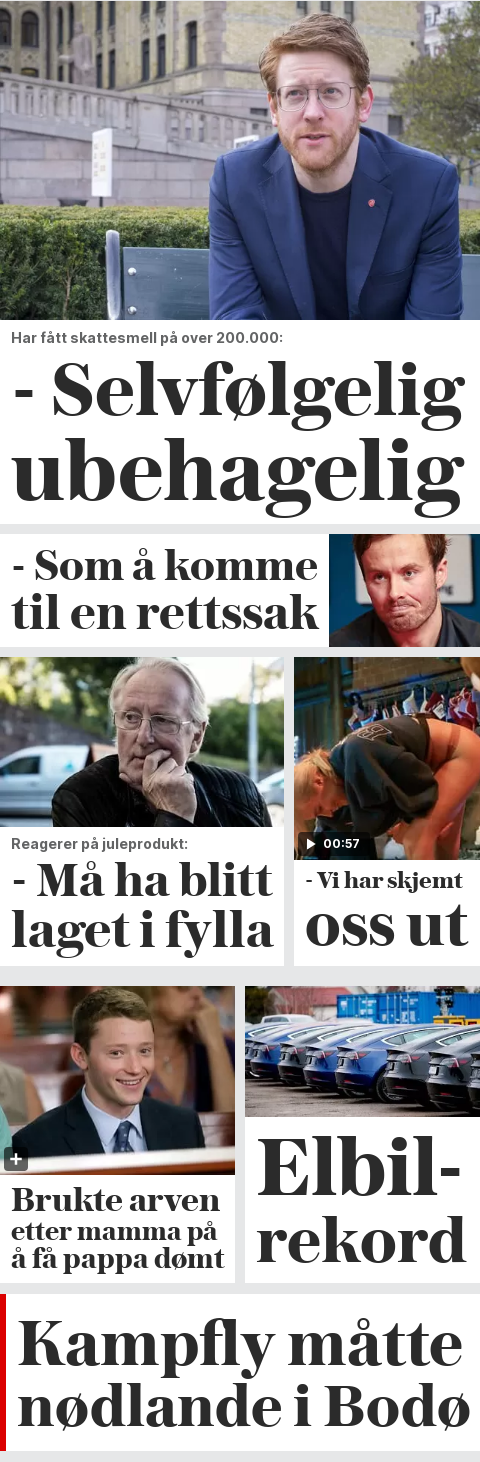 Har fått skattesmell på over 200.000:
- Selvfølgelig
ubehagelig
- Som å komme
til en rettssak
Reagerer på juleprodukt:
- Må ha blitt
laget i fylla
00:57
- Vi har skjemt
oss ut
Brukte arven
etter mamma på
å få pappa dømt
Elbil-
rekord
Kampfly måtte
nødlande i Bodø